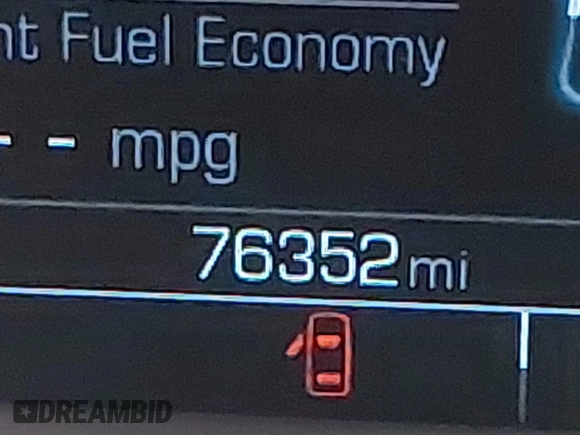 nt Fuel Economy
- - mpg
76352 mi
DREAMBID